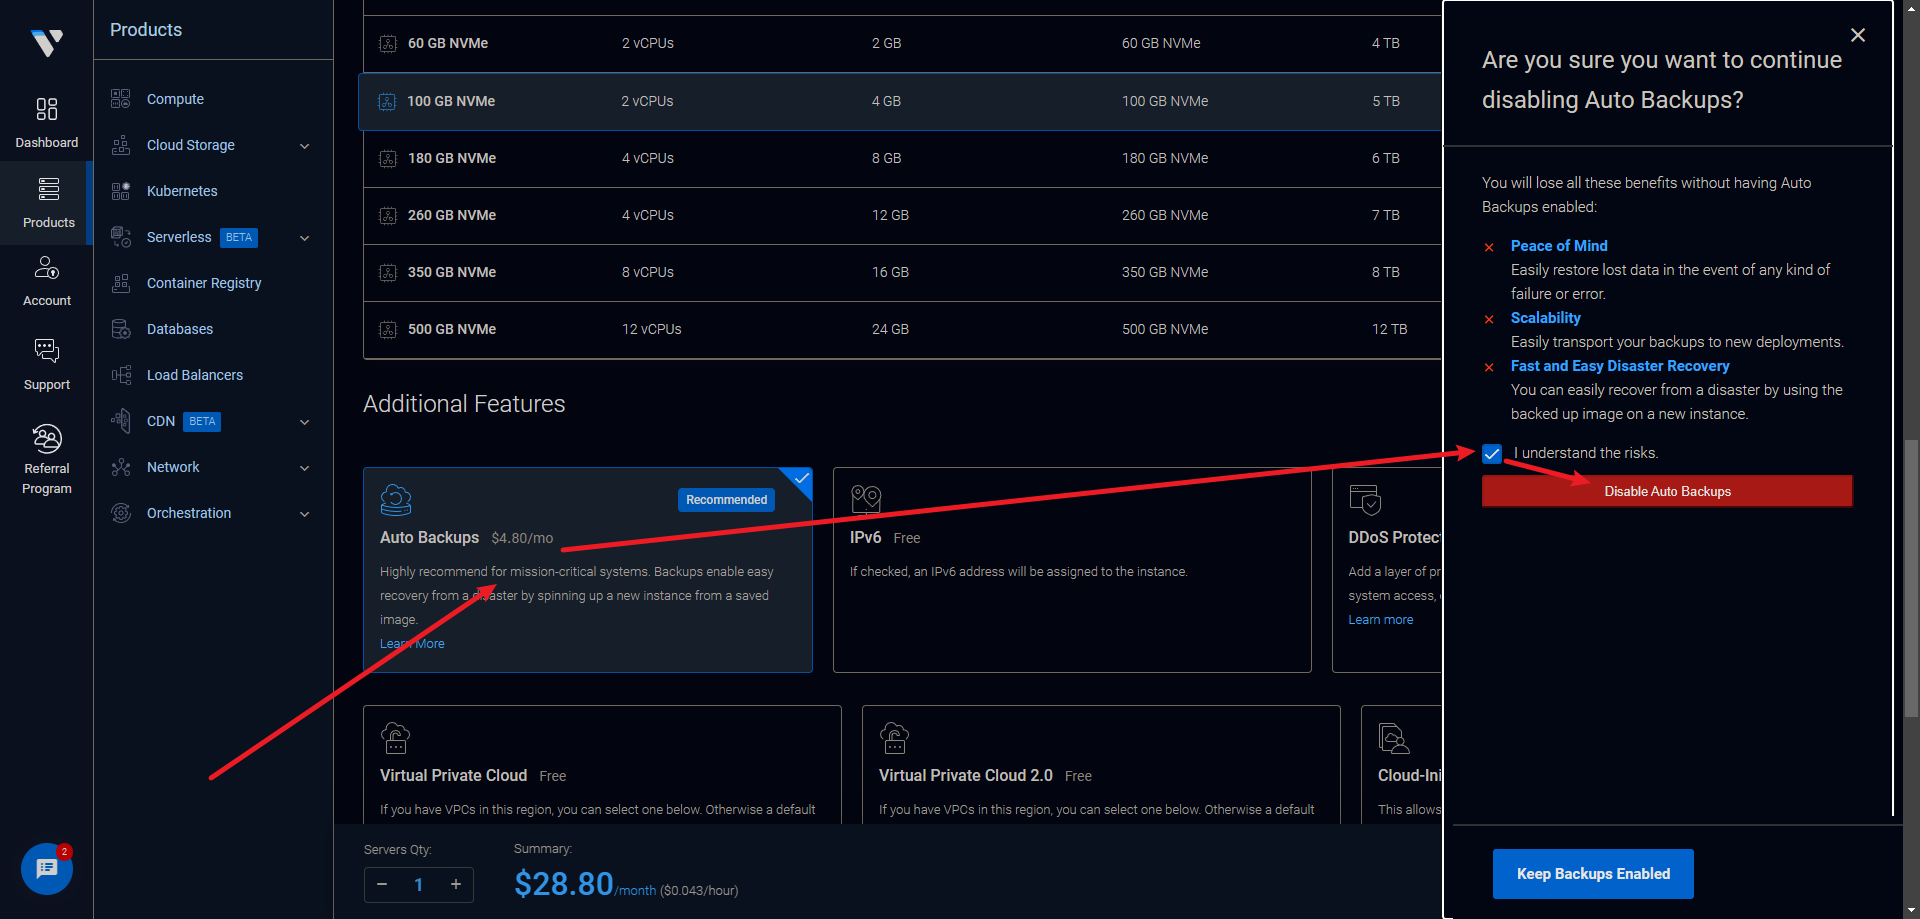 Products
Dashboard
Products
Account
Support
Referral
Program
2
Compute
Cloud Storage
Kubernetes
Serverless BETA
Container Registry
Databases
Load Balancers
CDN BETA
Network
Orchestration
60 GB NVMe 2 vCPUs 2 GB 60 GB NVMe 4 TB
100 GB NVMe 2 vCPUs 4 GB 100 GB NVMe 5 TB
180 GB NVMe 4 vCPUs 8 GB 180 GB NVMe 6 TB
260 GB NVMe 4 vCPUs 12 GB 260 GB NVMe 7 TB
350 GB NVMe 8 vCPUs 16 GB 350 GB NVMe 8 TB
500 GB NVMe 12 vCPUs 24 GB 500 GB NVMe 12 TB
Additional Features
Recommended
Auto Backups $4.80/mo
Highly recommend for mission-critical systems. Backups enable easy
recovery from a disaster by spinning up a new instance from a saved
image.
Learn More
IPv6 Free
If checked, an IPv6 address will be assigned to the instance.
DDoS Protec
Add a layer of pr
system access,
Learn more
Virtual Private Cloud Free
If you have VPCs in this region, you can select one below. Otherwise a default
Virtual Private Cloud 2.0 Free
If you have VPCs in this region, you can select one below. Otherwise a default
Cloud-Ini
This allows
Servers Qty:
− 1 +
Summary:
$28.80/month ($0.043/hour)
Are you sure you want to continue
disabling Auto Backups?
You will lose all these benefits without having Auto
Backups enabled:
Peace of Mind
Easily restore lost data in the event of any kind of
failure or error.
Scalability
Easily transport your backups to new deployments.
Fast and Easy Disaster Recovery
You can easily recover from a disaster by using the
backed up image on a new instance.
I understand the risks.
Disable Auto Backups
Keep Backups Enabled